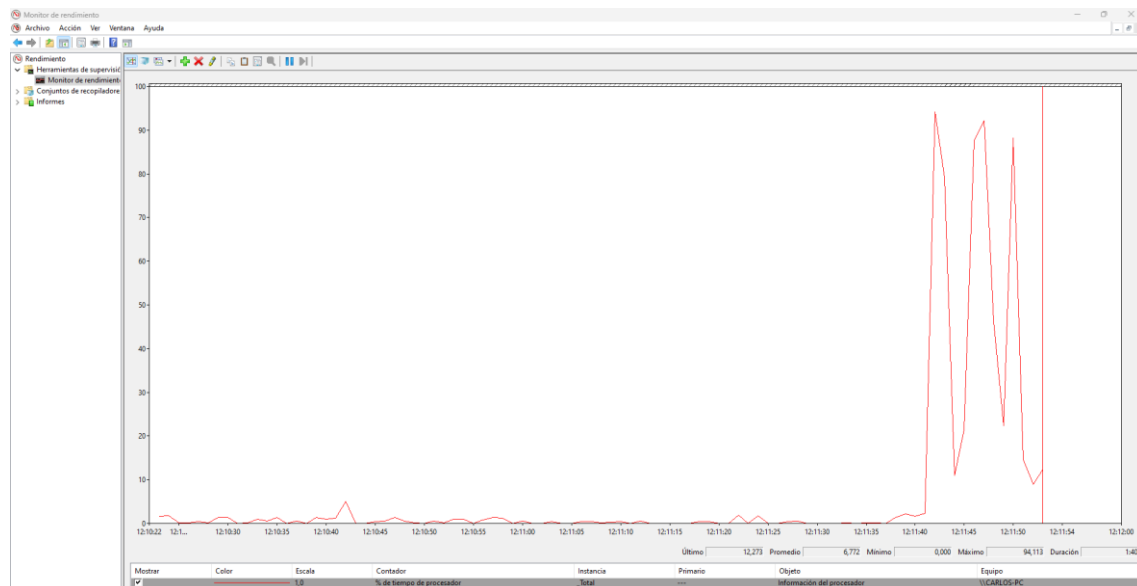 Monitor de rendimiento
Archivo Acción Ver Ventana Ayuda
Rendimiento
Herramientas de supervisió
Monitor de rendimient
Conjuntos de recopiladore
Informes
100
90
80
70
60
50
40
30
20
10
0
12:10:22 12:1... 12:10:30 12:10:35 12:10:40 12:10:45 12:10:50 12:10:55 12:11:00 12:11:05 12:11:10 12:11:15 12:11:20 12:11:25 12:11:30 12:11:35 12:11:40 12:11:45 12:11:50 12:11:54 12:12:00
Último 12,273 Promedio 6,772 Mínimo 0,000 Máximo 94,113 Duración 1:40
Mostrar Color Escala Contador Instancia Primario Objeto Equipo
1,0 % de tiempo de procesador _Total --- Información del procesador \\CARLOS-PC